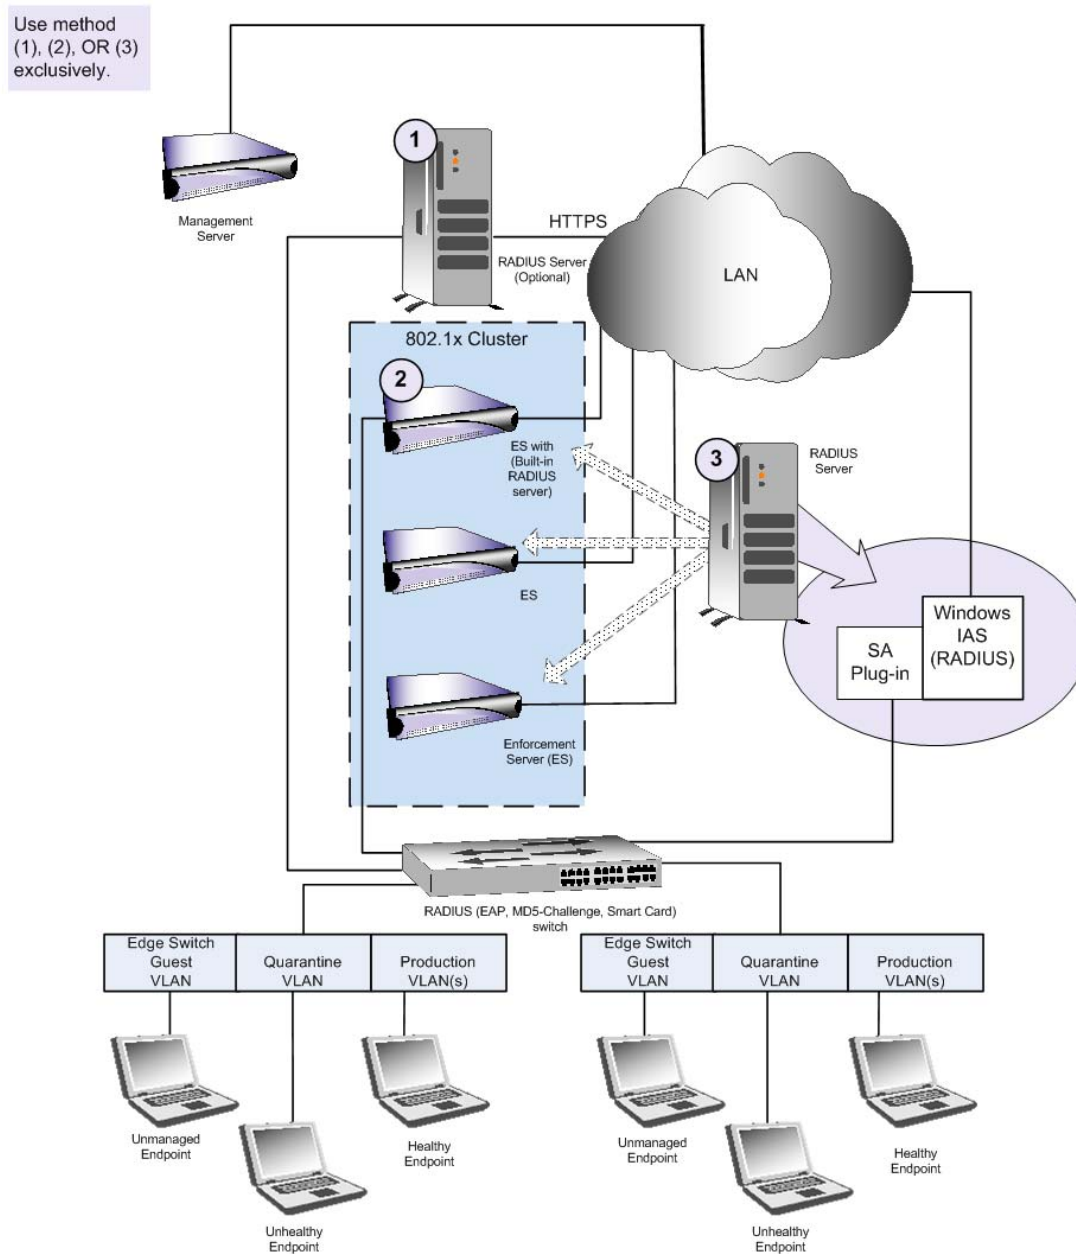 Use method
(1), (2), OR (3)
exclusively.
1
Management
Server
HTTPS
RADIUS Server
(Optional)
LAN
802.1x Cluster
2
ES with
(Built-in
RADIUS
server)
3
RADIUS
Server
ES
Windows
IAS
(RADIUS)
SA
Plug-in
Enforcement
Server (ES)
RADIUS (EAP, MD5-Challenge, Smart Card)
switch
Edge Switch
Guest
VLAN
Quarantine
VLAN
Production
VLAN(s)
Edge Switch
Guest
VLAN
Quarantine
VLAN
Production
VLAN(s)
Unmanaged
Endpoint
Healthy
Endpoint
Unhealthy
Endpoint
Unmanaged
Endpoint
Healthy
Endpoint
Unhealthy
Endpoint